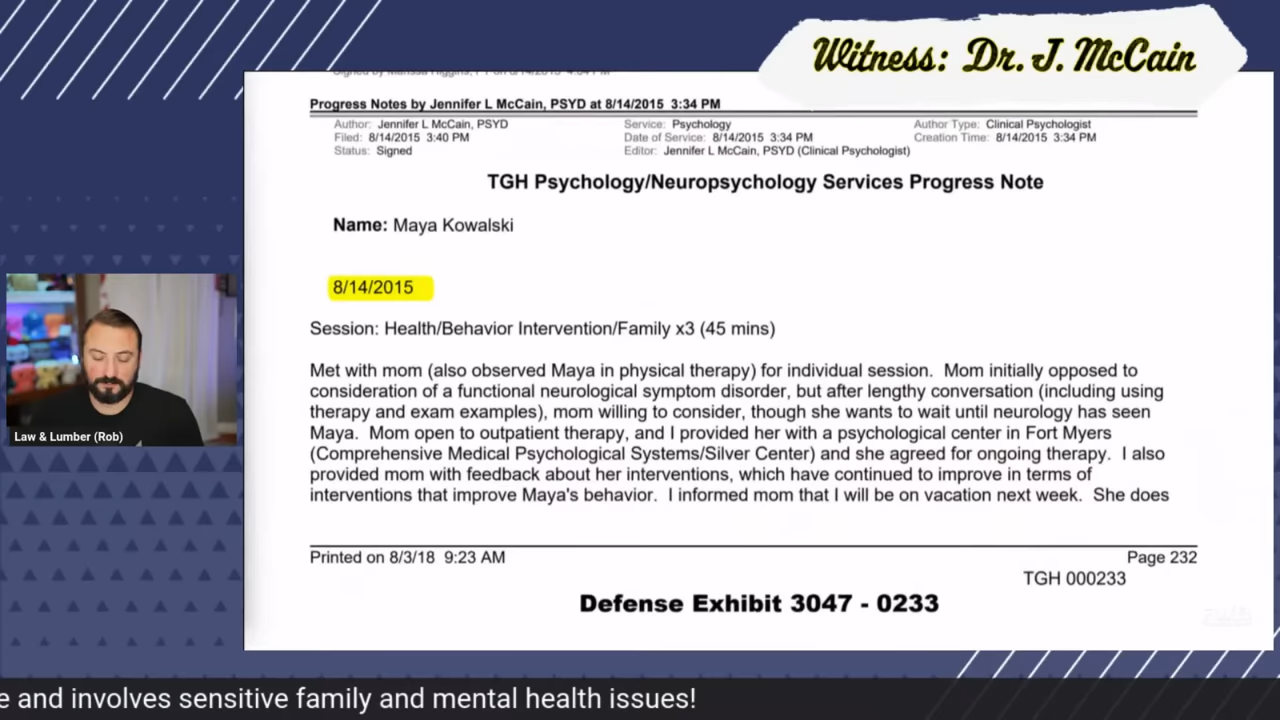 Witness: Dr. J. McCain
Progress Notes by Jennifer L McCain, PSYD at 8/14/2015 3:34 PM
Author: Jennifer L McCain, PSYD
Service: Psychology
Author Type: Clinical Psychologist
Filed: 8/14/2015 3:40 PM
Date of Service: 8/14/2015 3:34 PM
Creation Time: 8/14/2015 3:34 PM
Status: Signed
Editor: Jennifer L McCain, PSYD (Clinical Psychologist)
TGH Psychology/Neuropsychology Services Progress Note
Name: Maya Kowalski
8/14/2015
Session: Health/Behavior Intervention/Family x3 (45 mins)
Met with mom (also observed Maya in physical therapy) for individual session. Mom initially opposed to
consideration of a functional neurological symptom disorder, but after lengthy conversation (including using
therapy and exam examples), mom willing to consider, though she wants to wait until neurology has seen
Maya. Mom open to outpatient therapy, and I provided her with a psychological center in Fort Myers
(Comprehensive Medical Psychological Systems/Silver Center) and she agreed for ongoing therapy. I also
provided mom with feedback about her interventions, which have continued to improve in terms of
interventions that improve Maya's behavior. I informed mom that I will be on vacation next week. She does
Printed on 8/3/18 9:23 AM
Page 232
TGH 000233
Defense Exhibit 3047 - 0233
Law & Lumber (Rob)
e and involves sensitive family and mental health issues!